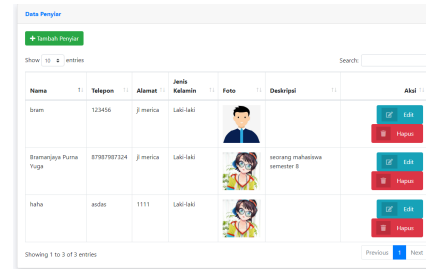 Data Penyiar
+ Tambah Penyiar
Show 10 entries
Search:
Nama Telepon Alamat Jenis Kelamin Foto Deskripsi Aksi
bram 123456 jl merica Laki-laki Edit
Hapus
Bramanjaya Purna Yuga 87987987324 jl merica Laki-laki seorang mahasiswa semester 8 Edit
Hapus
haha asdas 1111 Laki-laki Edit
Hapus
Showing 1 to 3 of 3 entries
Previous 1 Next